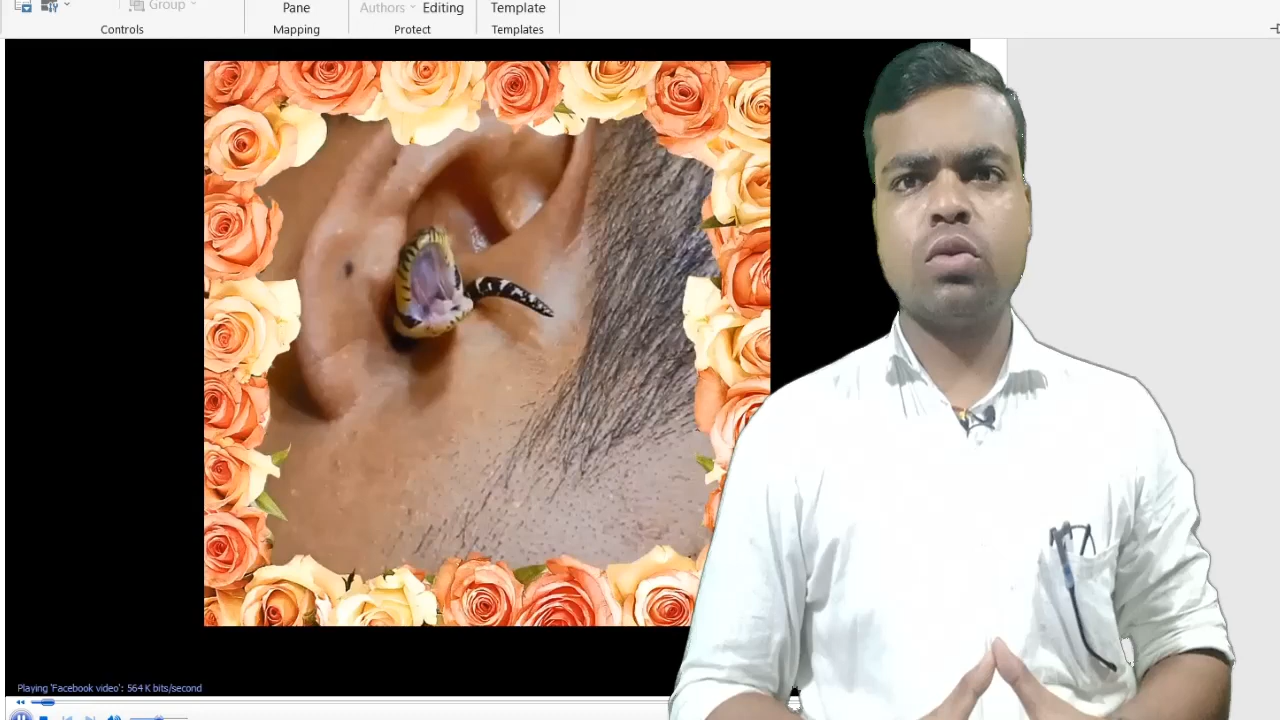 Group
Pane
Authors
Editing
Template
Controls
Mapping
Protect
Templates
Playing 'Facebook video': 564 K bits/second